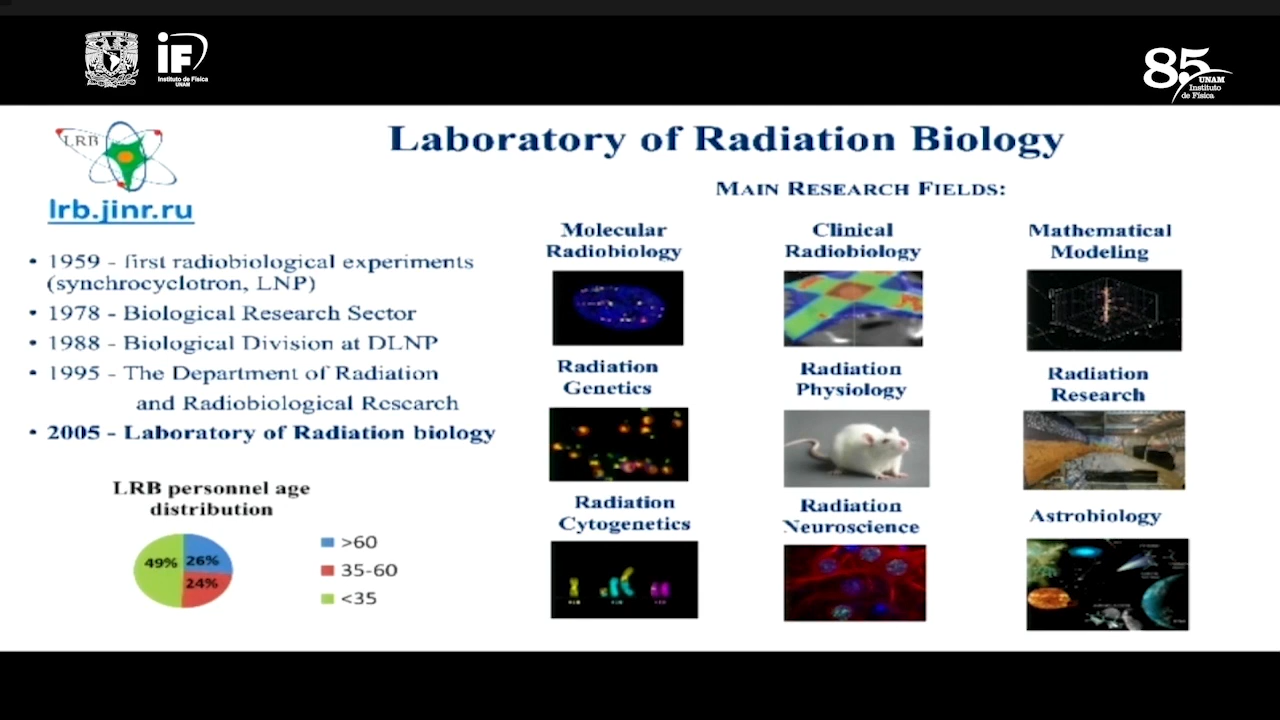 iF
Instituto de Física
UNAM
85
UNAM
Instituto
de Física
LRB
lrb.jinr.ru
Laboratory of Radiation Biology
MAIN RESEARCH FIELDS:
• 1959 - first radiobiological experiments
(synchrocyclotron, LNP)
• 1978 - Biological Research Sector
• 1988 - Biological Division at DLNP
• 1995 - The Department of Radiation
and Radiobiological Research
• 2005 - Laboratory of Radiation biology
LRB personnel age
distribution
49%
26%
24%
>60
35-60
<35
Molecular
Radiobiology
Clinical
Radiobiology
Mathematical
Modeling
Radiation
Genetics
Radiation
Physiology
Radiation
Research
Radiation
Cytogenetics
Radiation
Neuroscience
Astrobiology